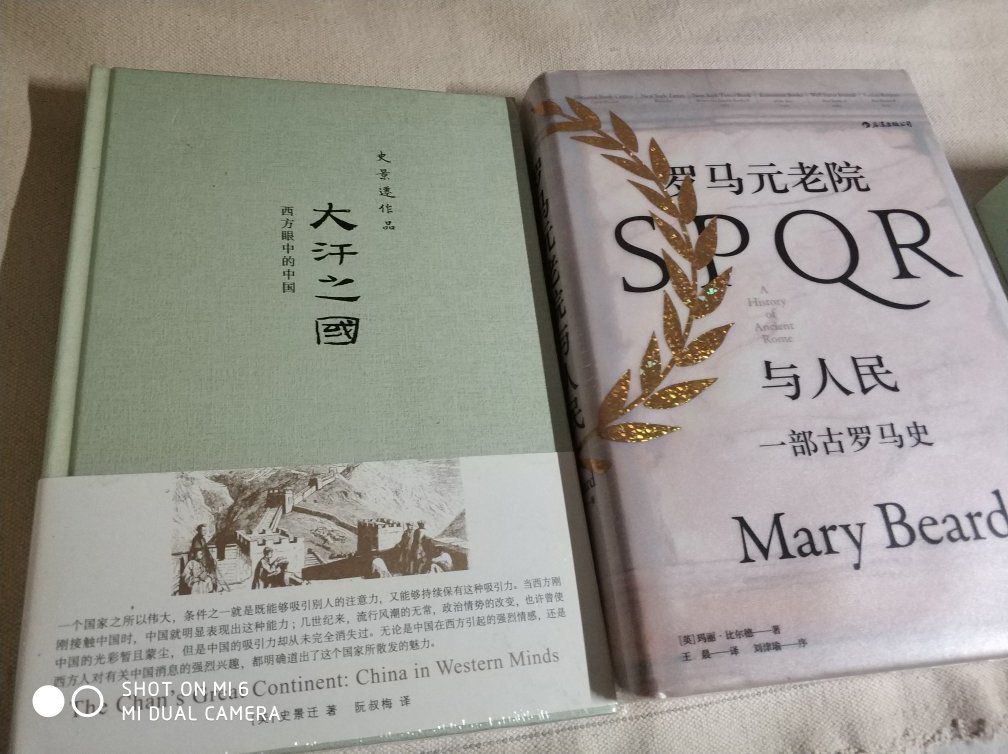 史景遷作品
大汗之國
西方眼中的中国
一个国家之所以伟大，条件之一就是既能够吸引别人的注意力，又能够持续保有这种吸引力。当西方刚
刚接触中国时，中国就明显表现出这种能力；几世纪来，流行风潮的无常，政治情势的改变，也许曾使
中国的光彩暂且蒙尘，但是中国的吸引力却从未完全消失过。无论是中国在西方引起的强烈情感，还是
西方人对有关中国消息的强烈兴趣，都明确道出了这个国家所散发的魅力。
The Chan's Great Continent: China in Western Minds
史景迁 著 阮叔梅 译
罗马元老院
SPQR
A
History
of
Ancient
Rome
与人民
一部古罗马史
Mary Beard
[英]玛丽·比尔德——著
王晨——译 刘津瑜——序
SHOT ON MI 6
MI DUAL CAMERA